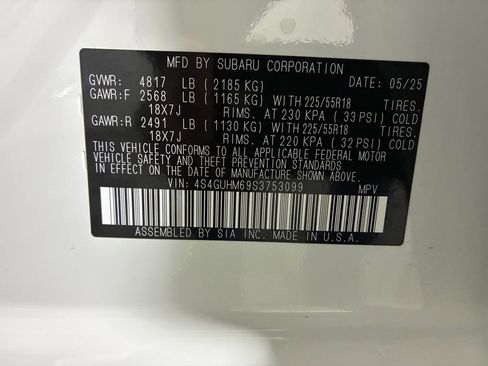 MFD BY SUBARU CORPORATION
GVWR: 4817 LB (2185 KG) DATE: 05/25
GAWR:F 2568 LB (1165 KG) WITH 225/55R18 TIRES.
18X7J RIMS. AT 230 KPA (33 PSI) COLD.
GAWR:R 2491 LB (1130 KG) WITH 225/55R18 TIRES.
18X7J RIMS. AT 220 KPA (32 PSI) COLD.
THIS VEHICLE CONFORMS TO ALL APPLICABLE FEDERAL MOTOR
VEHICLE SAFETY AND THEFT PREVENTION STANDARDS IN
EFFECT ON THE DATE OF MANUFACTURE SHOWN ABOVE.
VIN: 4S4GUHM69S3753099 MPV
ASSEMBLED BY SIA INC. MADE IN U.S.A.